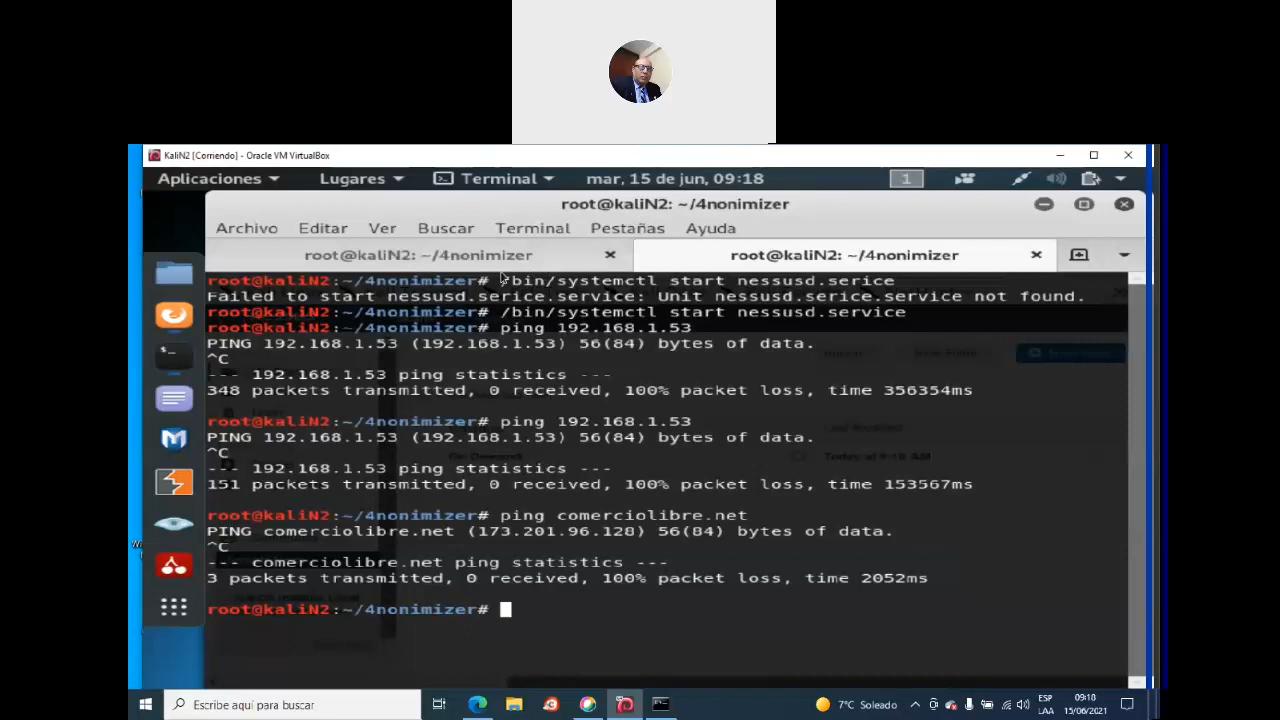 KaliN2 [Corriendo] - Oracle VM VirtualBox
Aplicaciones Lugares Terminal mar, 15 de jun, 09:18 1
root@kaliN2: ~/4nonimizer
Archivo Editar Ver Buscar Terminal Pestañas Ayuda
root@kaliN2: ~/4nonimizer root@kaliN2: ~/4nonimizer
root@kaliN2:~/4nonimizer# /bin/systemctl start nessusd.serice
Failed to start nessusd.serice.service: Unit nessusd.serice.service not found.
root@kaliN2:~/4nonimizer# /bin/systemctl start nessusd.service
root@kaliN2:~/4nonimizer# ping 192.168.1.53
PING 192.168.1.53 (192.168.1.53) 56(84) bytes of data.
^C
--- 192.168.1.53 ping statistics ---
348 packets transmitted, 0 received, 100% packet loss, time 356354ms
root@kaliN2:~/4nonimizer# ping 192.168.1.53
PING 192.168.1.53 (192.168.1.53) 56(84) bytes of data.
^C
--- 192.168.1.53 ping statistics ---
151 packets transmitted, 0 received, 100% packet loss, time 153567ms
root@kaliN2:~/4nonimizer# ping comerciolibre.net
PING comerciolibre.net (173.201.96.128) 56(84) bytes of data.
^C
--- comerciolibre.net ping statistics ---
3 packets transmitted, 0 received, 100% packet loss, time 2052ms
root@kaliN2:~/4nonimizer#
Escribe aquí para buscar
7°C Soleado
ESP
LAA
09:18
15/06/2021